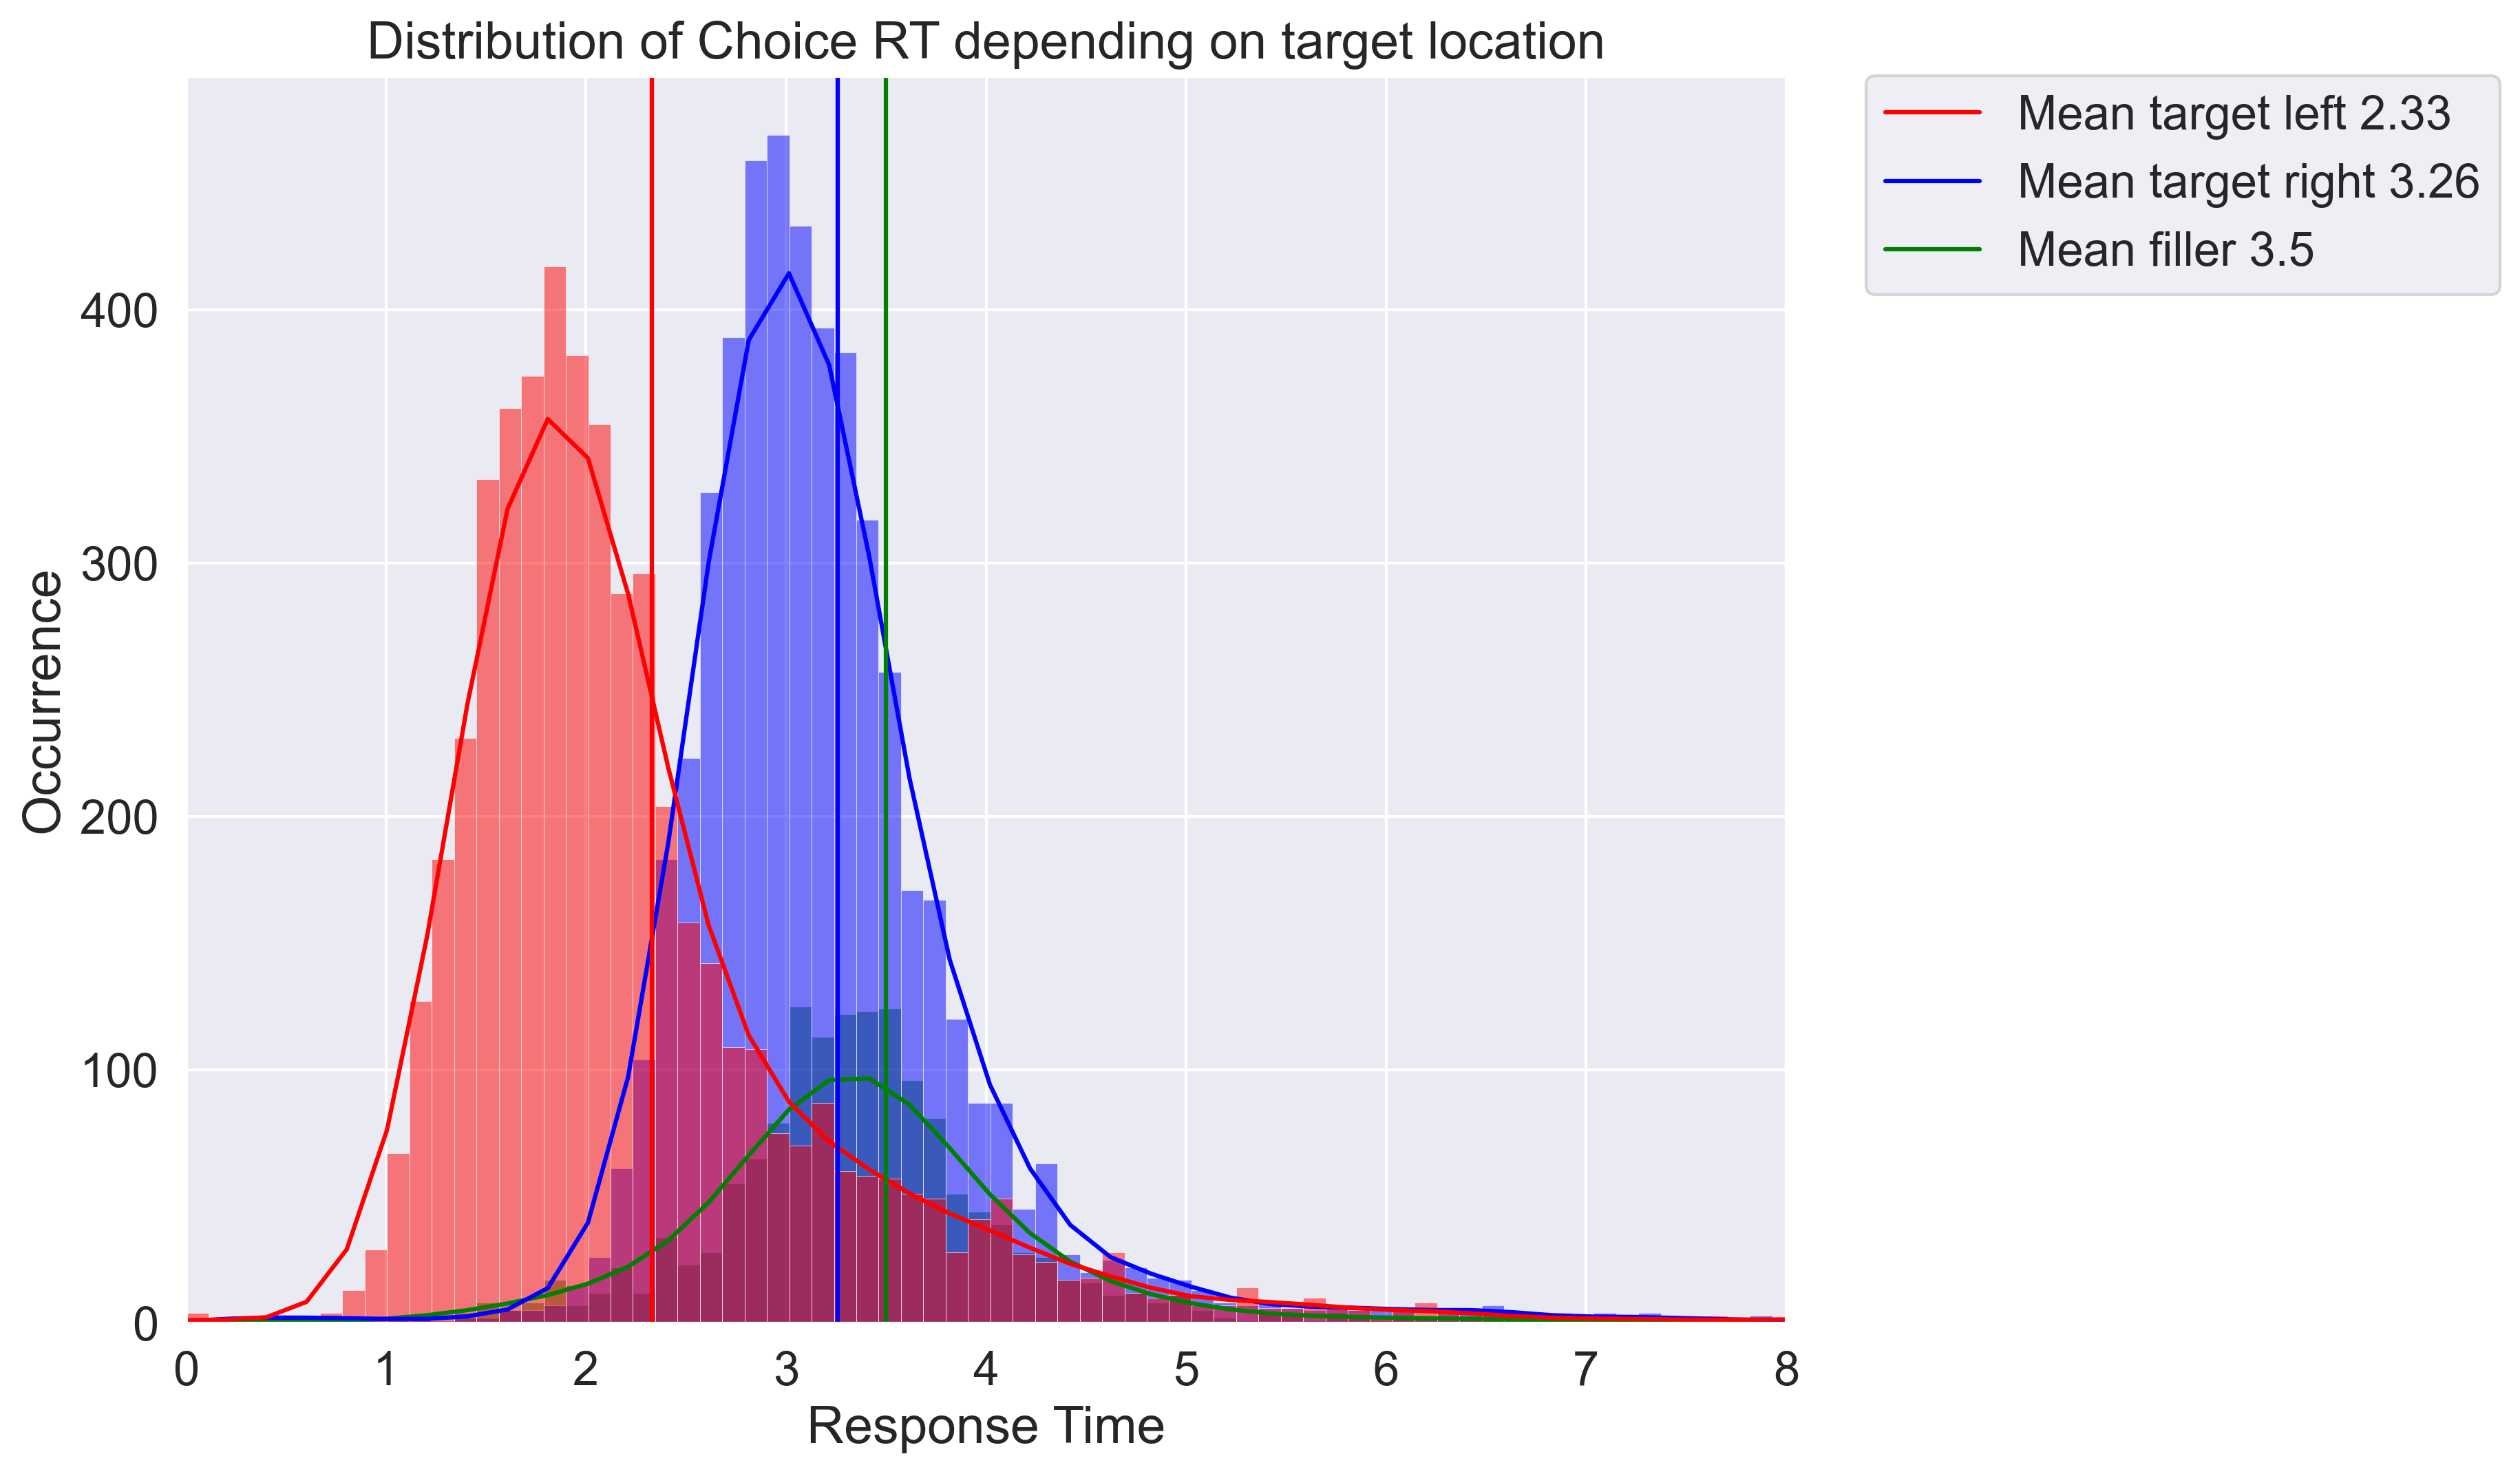 Distribution of Choice RT depending on target location
Mean target left 2.33
Mean target right 3.26
Mean filler 3.5
Occurrence
400
300
200
100
0
0 1 2 3 4 5 6 7 8
Response Time